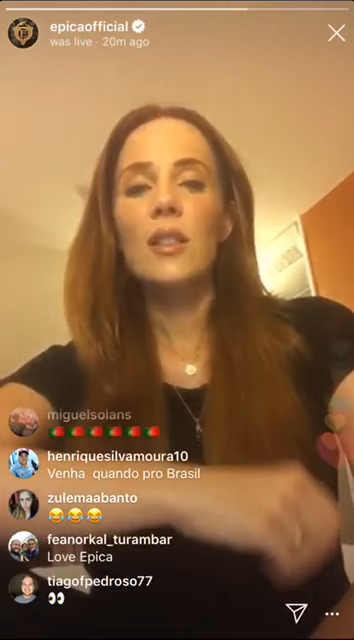 epicaofficial
was live · 20m ago
miguelsolans
🇵🇹🇵🇹🇵🇹🇵🇹🇵🇹🇵🇹
henriquesilvamoura10
Venha quando pro Brasil
zulemaabanto
😂😂😂
feanorkal_turambar
Love Epica
tiagofpedroso77
👀